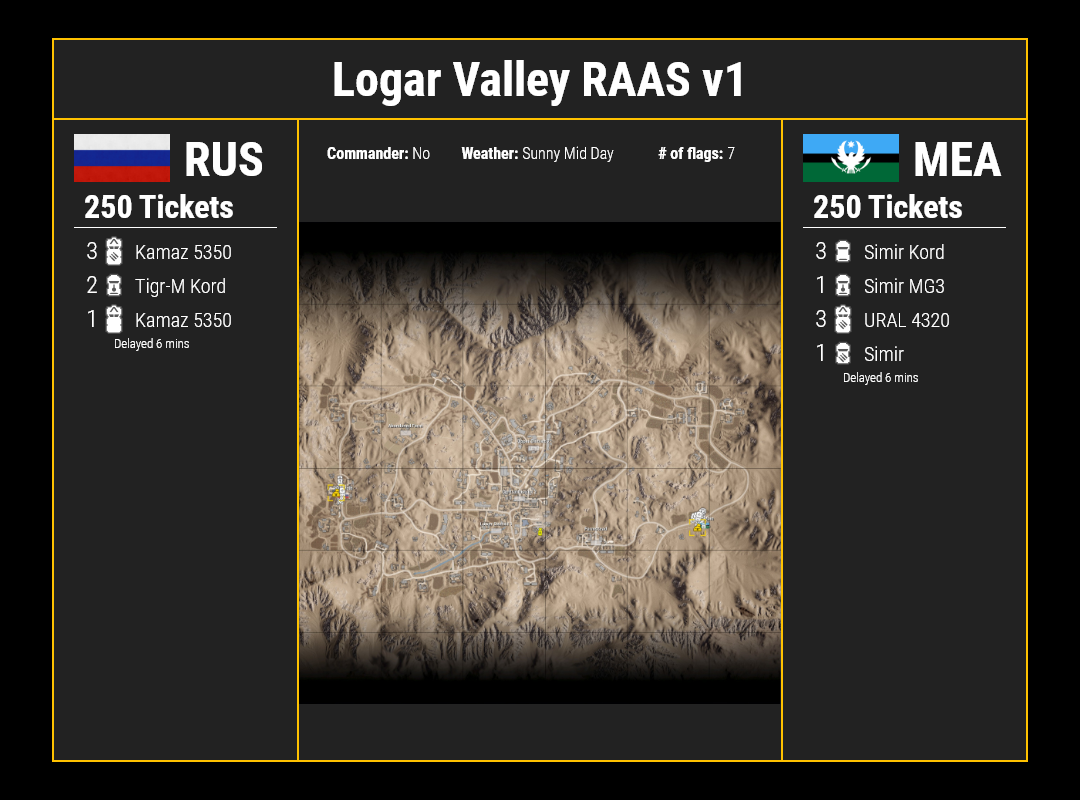 Logar Valley RAAS v1
RUS
250 Tickets
3 Kamaz 5350
2 Tigr-M Kord
1 Kamaz 5350
Delayed 6 mins
Commander: No Weather: Sunny Mid Day # of flags: 7
MEA
250 Tickets
3 Simir Kord
1 Simir MG3
3 URAL 4320
1 Simir
Delayed 6 mins